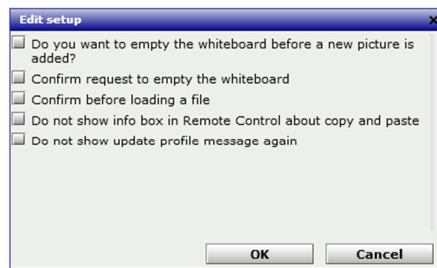 Edit setup
Do you want to empty the whiteboard before a new picture is
added?
Confirm request to empty the whiteboard
Confirm before loading a file
Do not show info box in Remote Control about copy and paste
Do not show update profile message again
OK Cancel